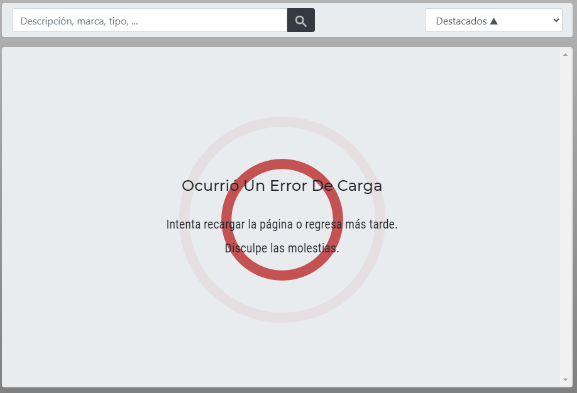 Descripción, marca, tipo, ...
Destacados ▲
Ocurrió Un Error De Carga
Intenta recargar la página o regresa más tarde.
Disculpe las molestias.